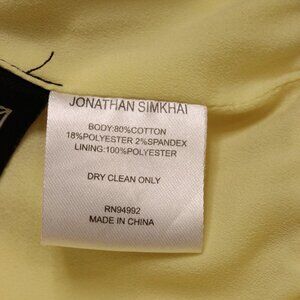 JONATHAN SIMKHAI
BODY:80%COTTON
18%POLYESTER 2%SPANDEX
LINING:100%POLYESTER
DRY CLEAN ONLY
RN94992
MADE IN CHINA